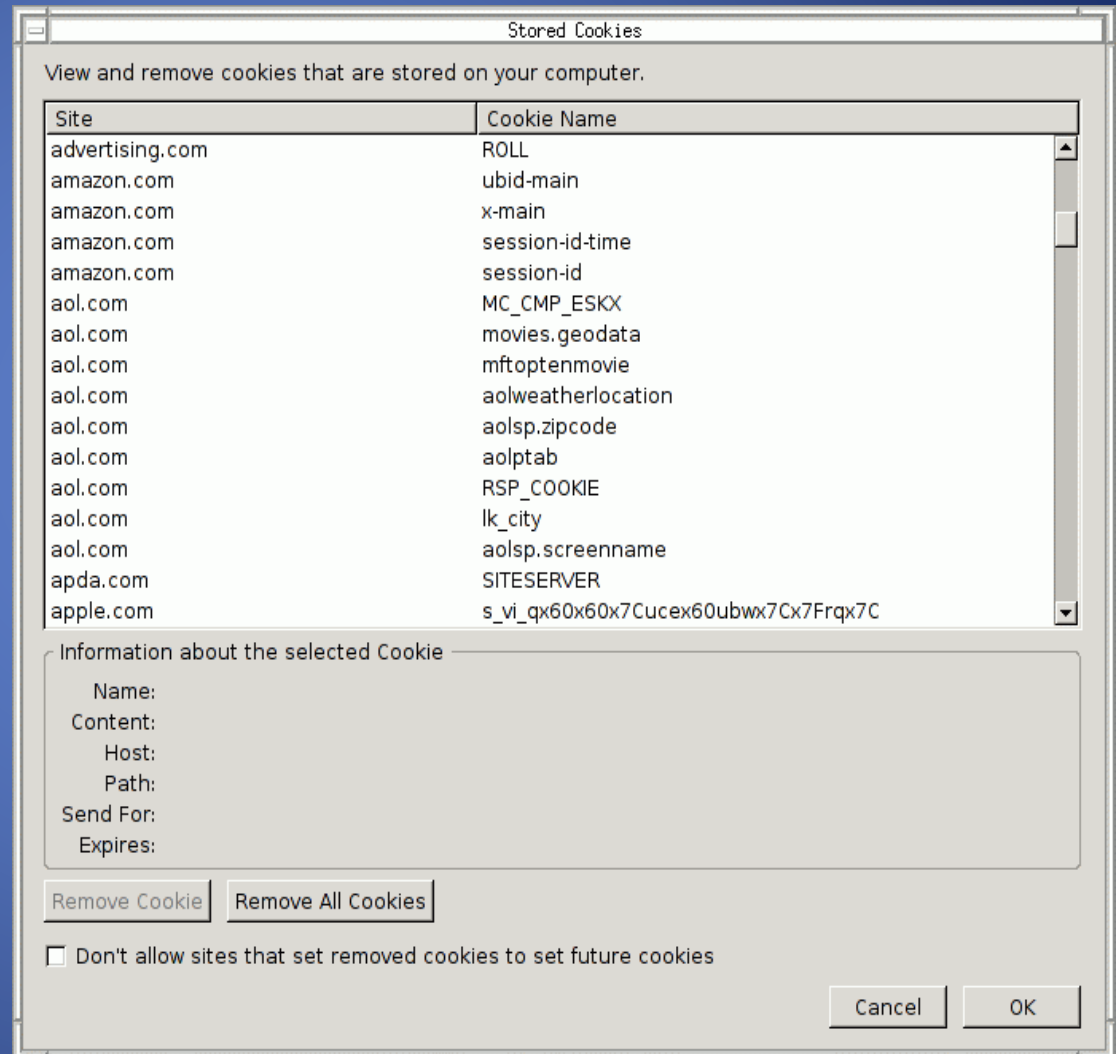 Stored Cookies
View and remove cookies that are stored on your computer.
Site Cookie Name
advertising.com ROLL
amazon.com ubid-main
amazon.com x-main
amazon.com session-id-time
amazon.com session-id
aol.com MC_CMP_ESKX
aol.com movies.geodata
aol.com mftoptenmovie
aol.com aolweatherlocation
aol.com aolsp.zipcode
aol.com aolptab
aol.com RSP_COOKIE
aol.com lk_city
aol.com aolsp.screenname
apda.com SITESERVER
apple.com s_vi_qx60x60x7Cucex60ubwx7Cx7Frqx7C
Information about the selected Cookie
Name:
Content:
Host:
Path:
Send For:
Expires:
Remove Cookie Remove All Cookies
Don't allow sites that set removed cookies to set future cookies
Cancel OK